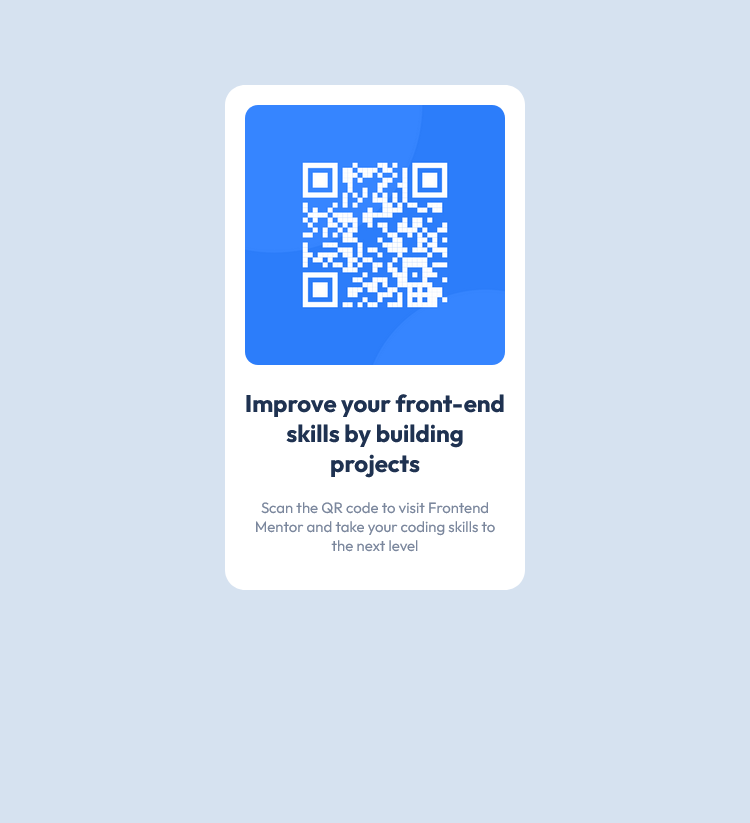 Improve your front-end
skills by building
projects
Scan the QR code to visit Frontend
Mentor and take your coding skills to
the next level